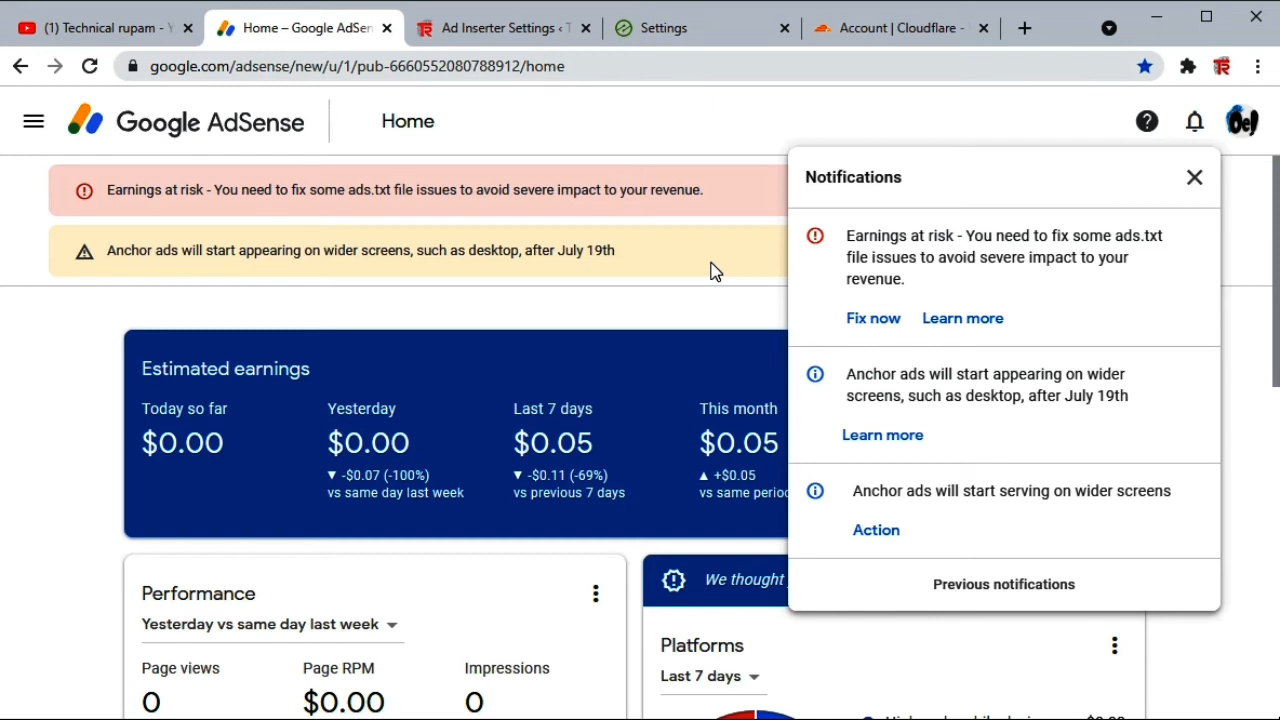 (1) Technical rupam - Y
Home – Google AdSen
Ad Inserter Settings ‹ T
Settings
Account | Cloudflare -
google.com/adsense/new/u/1/pub-6660552080788912/home
Google AdSense
Home
Earnings at risk - You need to fix some ads.txt file issues to avoid severe impact to your revenue.
Anchor ads will start appearing on wider screens, such as desktop, after July 19th
Notifications
Earnings at risk - You need to fix some ads.txt
file issues to avoid severe impact to your
revenue.
Fix now Learn more
Anchor ads will start appearing on wider
screens, such as desktop, after July 19th
Learn more
Anchor ads will start serving on wider screens
Action
Previous notifications
Estimated earnings
Today so far
$0.00
Yesterday
$0.00
-$0.07 (-100%)
vs same day last week
Last 7 days
$0.05
-$0.11 (-69%)
vs previous 7 days
This month
$0.05
+$0.05
vs same perio
Performance
Yesterday vs same day last week
Page views
0
Page RPM
$0.00
Impressions
0
We thought
Platforms
Last 7 days